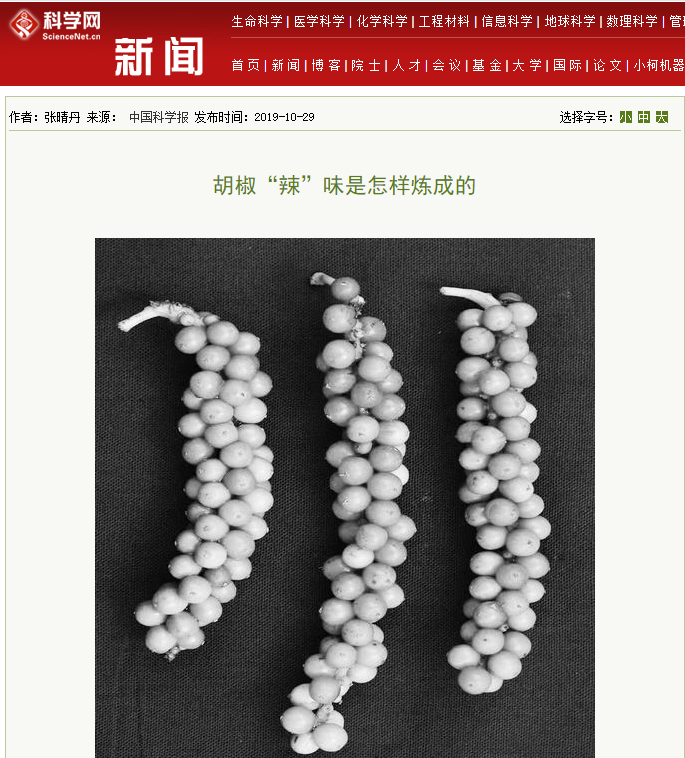 科学网
ScienceNet.cn
新闻
生命科学 | 医学科学 | 化学科学 | 工程材料 | 信息科学 | 地球科学 | 数理科学 | 管
首页 | 新闻 | 博客 | 院士 | 人才 | 会议 | 基金 | 大学 | 国际 | 论文 | 小柯机器
作者：张晴丹 来源： 中国科学报 发布时间：2019-10-29
选择字号：小 中 大
胡椒“辣”味是怎样炼成的